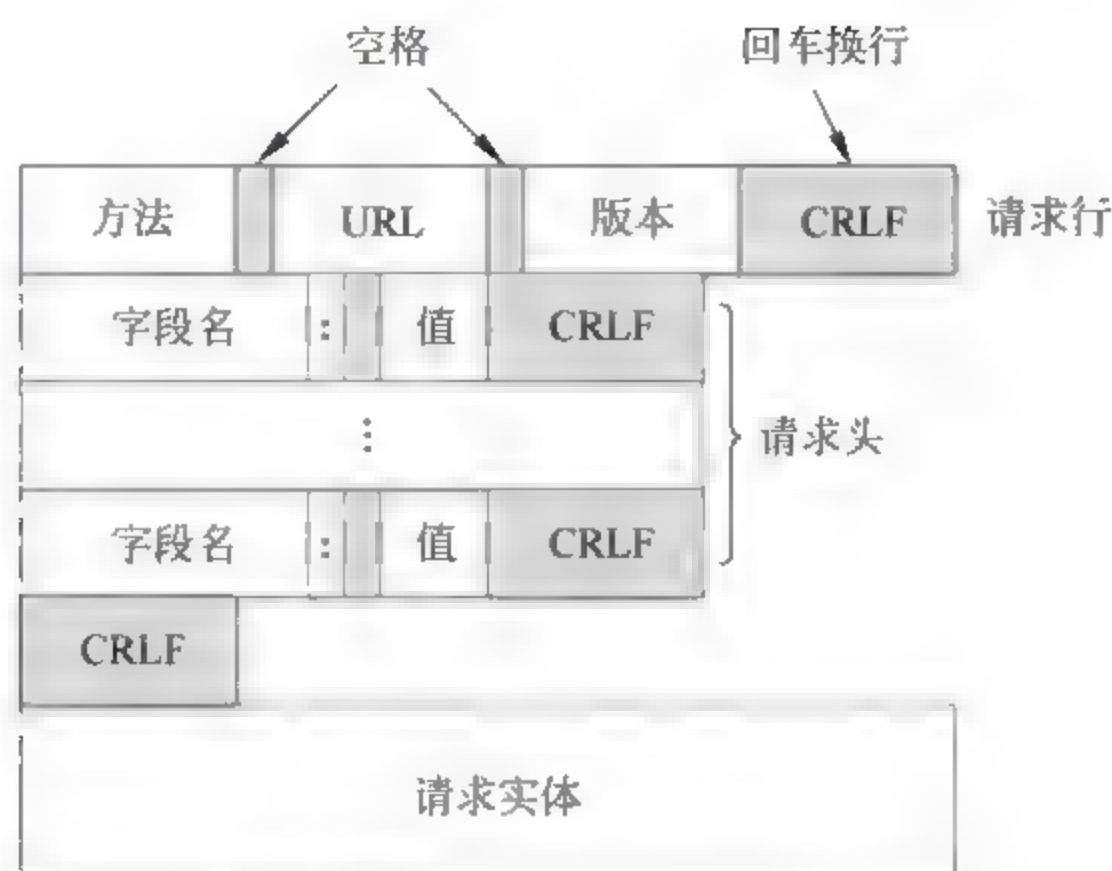 空格 回车换行
方法 URL 版本 CRLF 请求行
字段名 : 值 CRLF
⋮ 请求头
字段名 : 值 CRLF
CRLF
请求实体